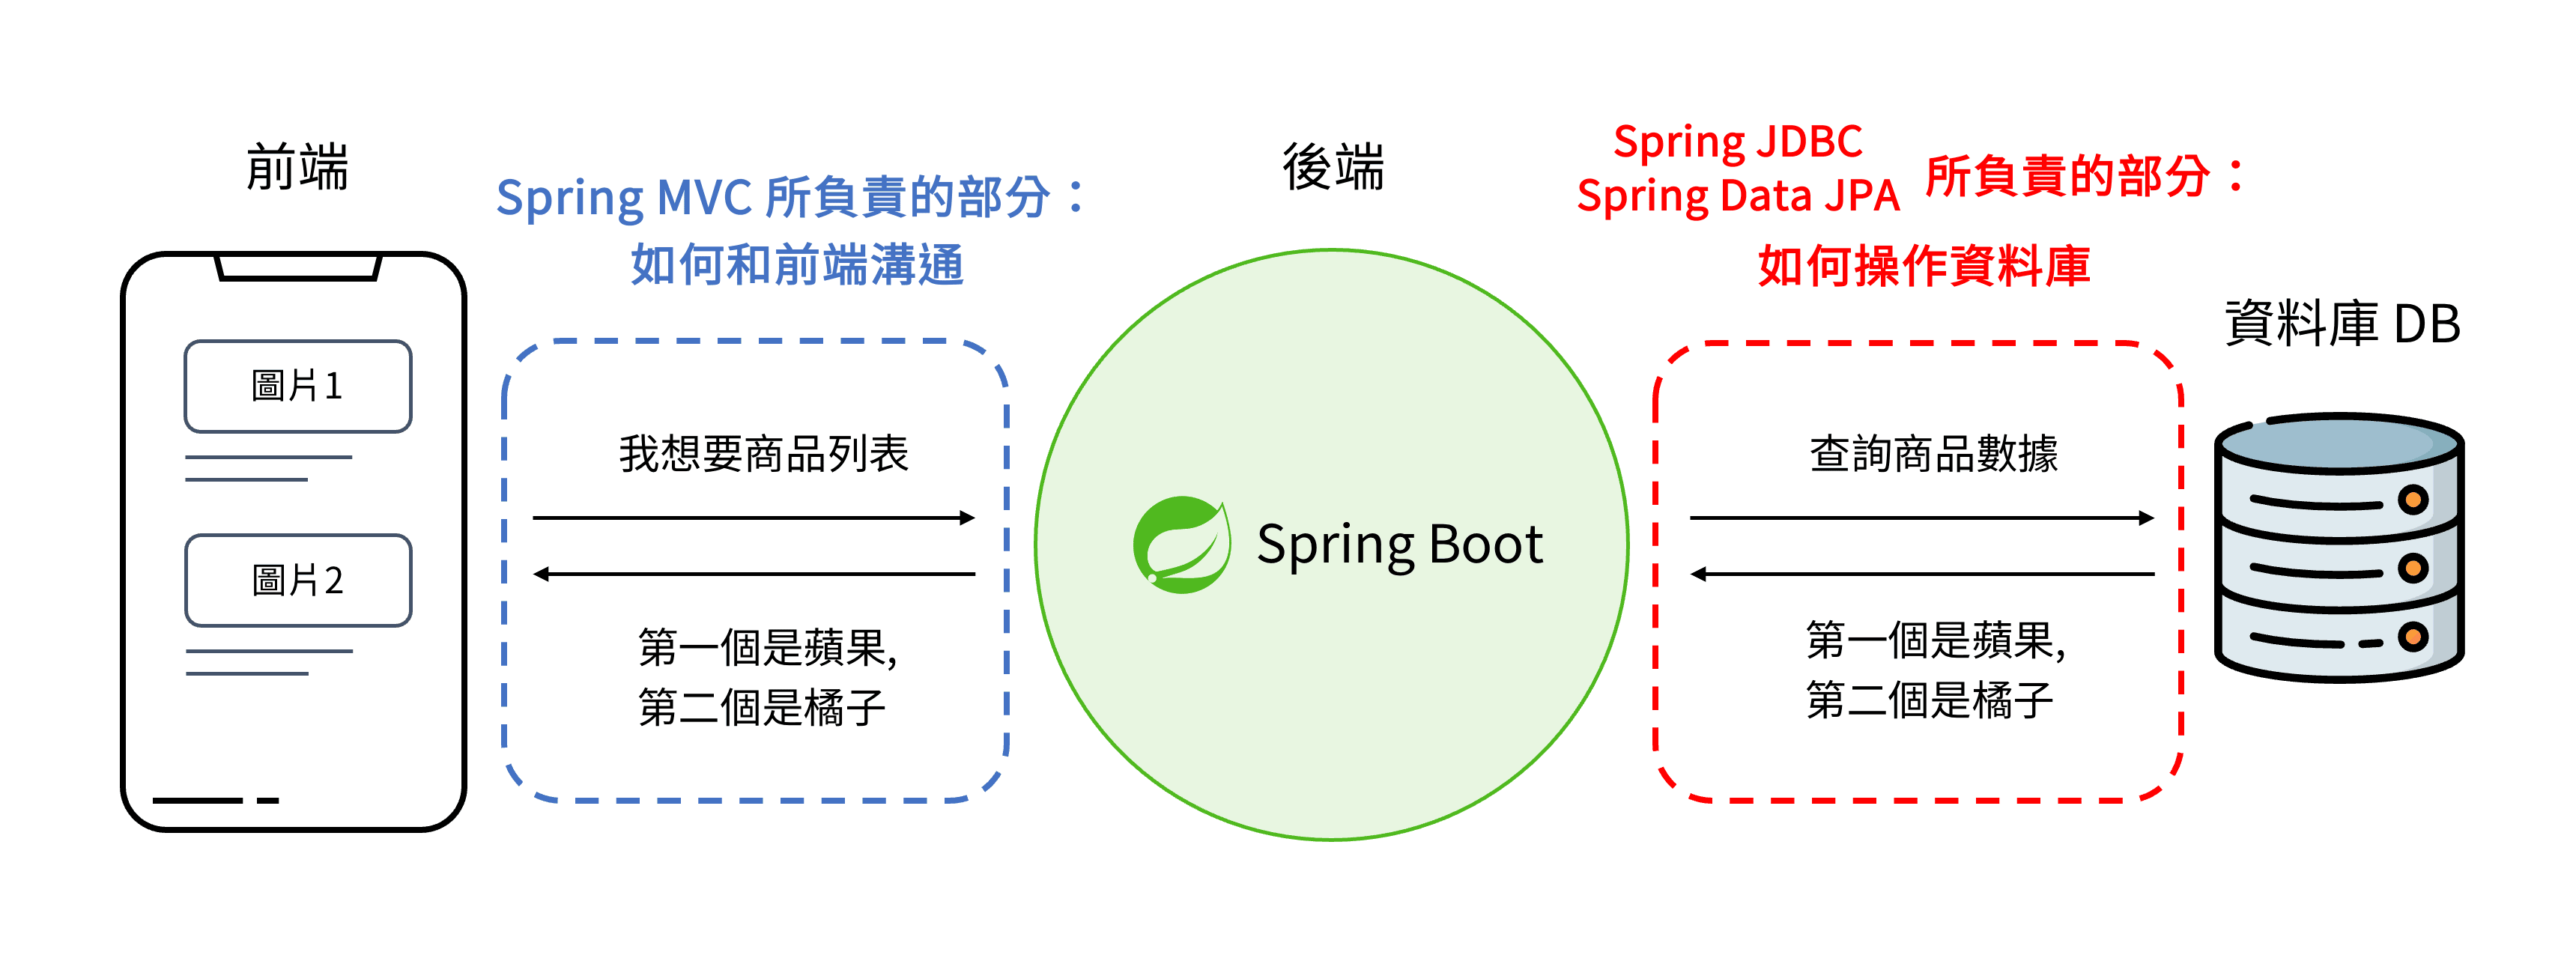 前端
Spring MVC 所負責的部分：
如何和前端溝通
後端
Spring JDBC
Spring Data JPA
所負責的部分：
如何操作資料庫
資料庫 DB
圖片1
圖片2
我想要商品列表
第一個是蘋果,
第二個是橘子
Spring Boot
查詢商品數據
第一個是蘋果,
第二個是橘子